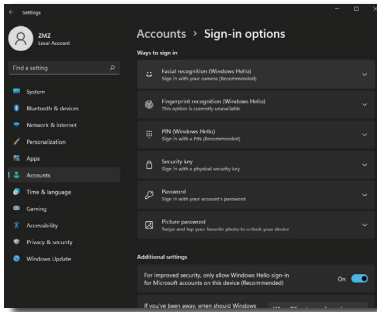 Settings
ZMZ
Local Account
Find a setting
System
Bluetooth & devices
Network & internet
Personalization
Apps
Accounts
Time & language
Gaming
Accessibility
Privacy & security
Windows Update
Accounts > Sign-in options
Ways to sign in
Facial recognition (Windows Hello)
Sign in with your camera (Recommended)
Fingerprint recognition (Windows Hello)
This option is currently unavailable
PIN (Windows Hello)
Sign in with a PIN (Recommended)
Security key
Sign in with a physical security key
Password
Sign in with your account's password
Picture password
Swipe and tap your favorite photo to unlock your device
Additional settings
For improved security, only allow Windows Hello sign-in
for Microsoft accounts on this device (Recommended)
On
If you've been away, when should Windows